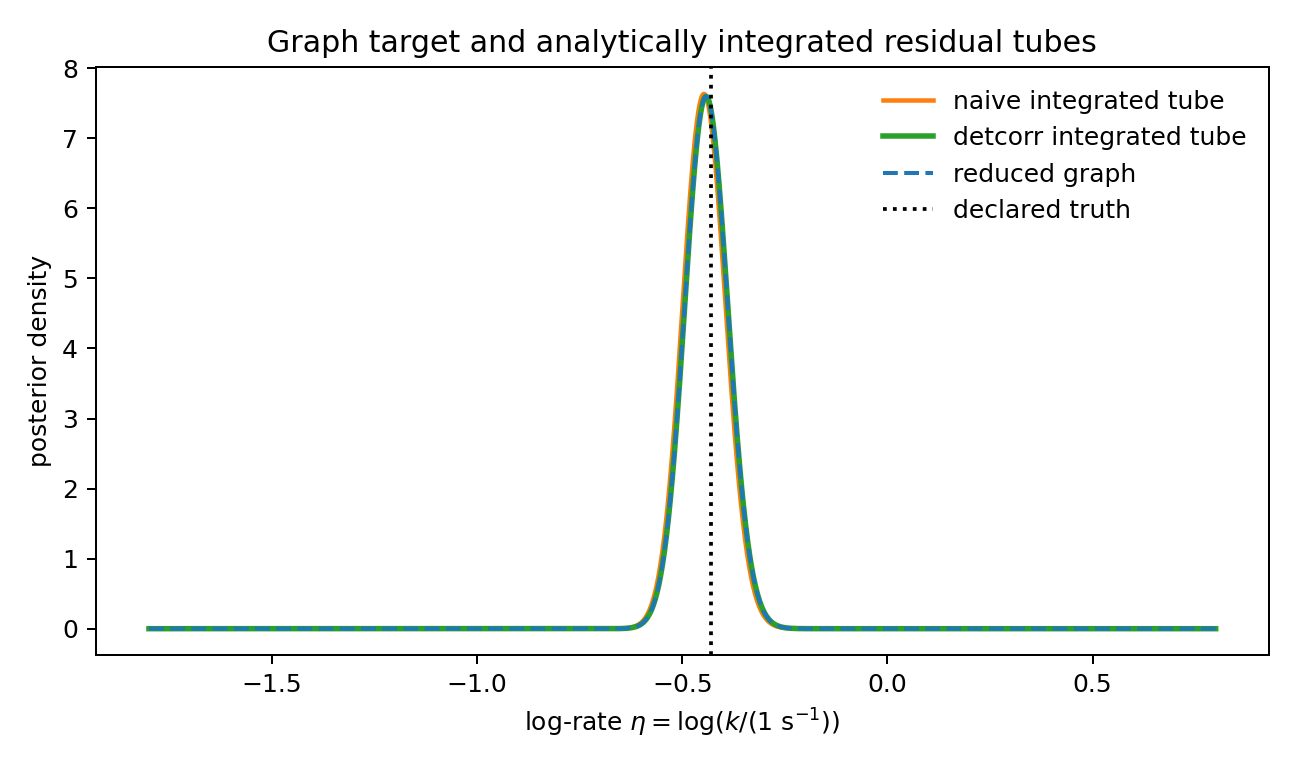 Graph target and analytically integrated residual tubes
8
7
6
5
4
3
2
1
0
posterior density
naive integrated tube
detcorr integrated tube
reduced graph
declared truth
−1.5 −1.0 −0.5 0.0 0.5
log-rate η = log(k/(1 s⁻¹))